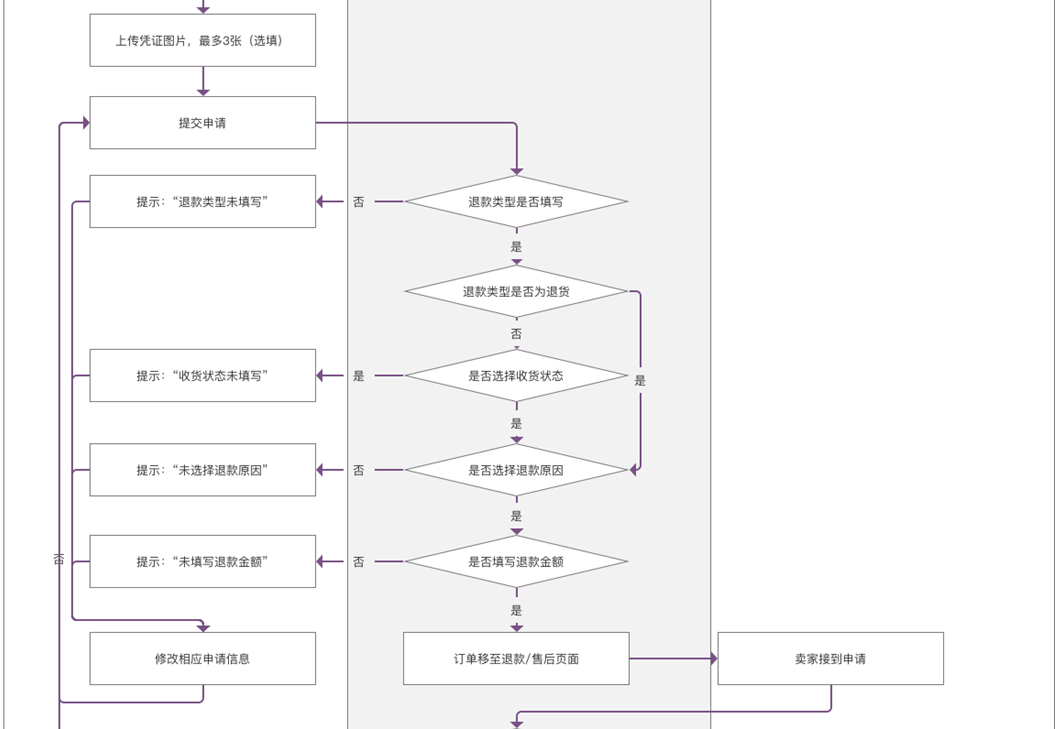 上传凭证图片，最多3张（选填）
提交申请
提示：“退款类型未填写”
否
退款类型是否填写
是
退款类型是否为退货
否
提示：“收货状态未填写”
是
是否选择收货状态
是
是
提示：“未选择退款原因”
否
是否选择退款原因
是
否
提示：“未填写退款金额”
否
是否填写退款金额
是
修改相应申请信息
订单移至退款/售后页面
卖家接到申请